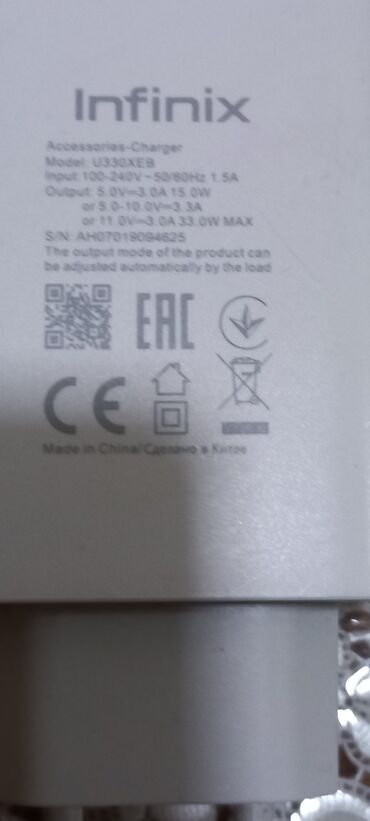 Infinix
Accessories-Charger
Model: U330XEB
Input:100-240V~50/60Hz 1.5A
Output: 5.0V⎓3.0A 15.0W
or 5.0-10.0V⎓3.3A
or 11.0V⎓3.0A 33.0W MAX
S/N: AH07019094625
The output mode of the product can
be adjusted automatically by the load
EAC
CE
Made in China/Сделано в Китае